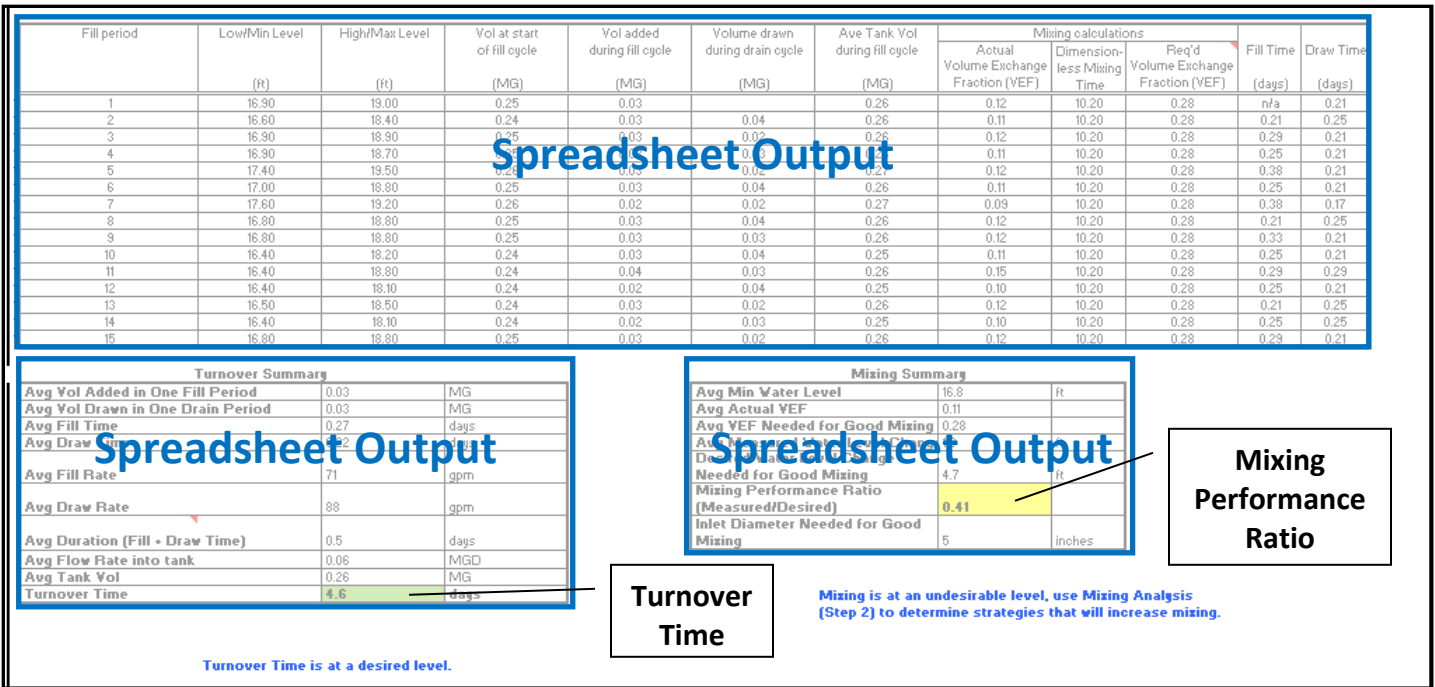 Fill period Low/Min Level High/Max Level Vol at start Vol added Volume drawn Ave Tank Vol Mixing calculations Fill Time Draw Time
of fill cycle during fill cycle during drain cycle during fill cycle Actual Dimension- Req'd
Volume Exchange less Mixing Volume Exchange
(ft) (ft) (MG) (MG) (MG) (MG) Fraction (VEF) Time Fraction (VEF) (days) (days)
1 16.90 19.00 0.25 0.03 0.26 0.12 10.20 0.28 n/a 0.21
2 16.60 18.40 0.24 0.03 0.04 0.26 0.11 10.20 0.28 0.21 0.25
3 16.90 18.90 0.25 0.03 0.02 0.26 0.12 10.20 0.28 0.29 0.21
4 16.90 18.70 0.11 10.20 0.28 0.25 0.21
Spreadsheet Output
5 17.40 19.50 0.26 0.03 0.02 0.27 0.12 10.20 0.28 0.38 0.21
6 17.00 18.80 0.25 0.03 0.04 0.26 0.11 10.20 0.28 0.25 0.21
7 17.60 19.20 0.26 0.02 0.02 0.27 0.09 10.20 0.28 0.38 0.17
8 16.80 18.80 0.25 0.03 0.04 0.26 0.12 10.20 0.28 0.21 0.25
9 16.80 18.80 0.25 0.03 0.03 0.26 0.12 10.20 0.28 0.33 0.21
10 16.40 18.20 0.24 0.03 0.04 0.25 0.11 10.20 0.28 0.25 0.21
11 16.40 18.80 0.24 0.04 0.03 0.26 0.15 10.20 0.28 0.29 0.29
12 16.40 18.10 0.24 0.02 0.04 0.25 0.10 10.20 0.28 0.25 0.21
13 16.50 18.50 0.24 0.03 0.02 0.26 0.12 10.20 0.28 0.21 0.25
14 16.40 18.10 0.24 0.02 0.03 0.25 0.10 10.20 0.28 0.25 0.25
15 16.80 18.80 0.25 0.03 0.02 0.26 0.12 10.20 0.28 0.29 0.21
Turnover Summary
Avg Vol Added in One Fill Period 0.03 MG
Avg Vol Drawn in One Drain Period 0.03 MG
Avg Fill Time 0.27 days
Avg Draw Time days
Spreadsheet Output
Avg Fill Rate 71 gpm
Avg Draw Rate 88 gpm
Avg Duration (Fill + Draw Time) 0.5 days
Avg Flow Rate into tank 0.06 MGD
Avg Tank Vol 0.26 MG
Turnover Time 4.6 days
Turnover Time is at a desired level.
Turnover
Time
Mixing Summary
Avg Min Water Level 16.8 ft
Avg Actual VEF 0.11
Avg VEF Needed for Good Mixing 0.28
Avg Measured Water Level Change
Spreadsheet Output
Desired Water Level Change
Needed for Good Mixing 4.7 ft
Mixing Performance Ratio
(Measured/Desired) 0.41
Inlet Diameter Needed for Good
Mixing 5 inches
Mixing
Performance
Ratio
Mixing is at an undesirable level, use Mixing Analysis
(Step 2) to determine strategies that will increase mixing.